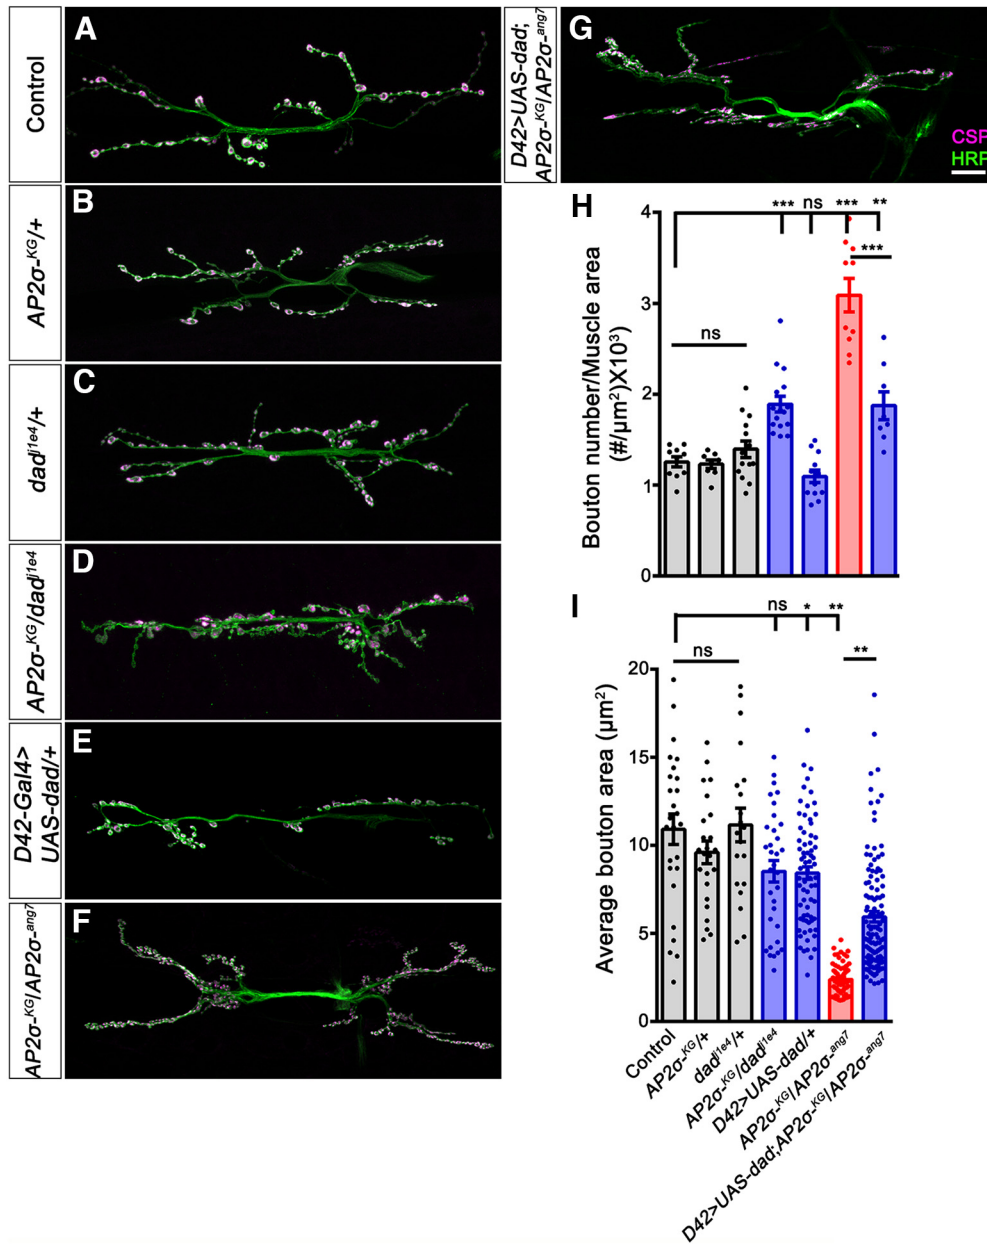 A
Control
B
AP2σ-ᴷᴳ/+
C
dadʲ¹ᵉ⁴/+
D
AP2σ-ᴷᴳ/dadʲ¹ᵉ⁴
E
D42-Gal4>
UAS-dad/+
F
AP2σ-ᴷᴳ/AP2σ-ᵃⁿᵍ⁷
G
D42>UAS-dad;
AP2σ-ᴷᴳ/AP2σ-ᵃⁿᵍ⁷
CSP
HRP
H
Bouton number/Muscle area
(#/µm²)X10³)
4
3
2
1
0
ns
*** ns *** **
***
I
Average bouton area (µm²)
20
15
10
5
0
ns * **
ns
**
Control
AP2σ-ᴷᴳ/+
dadʲ¹ᵉ⁴/+
AP2σ-ᴷᴳ/dadʲ¹ᵉ⁴
D42>UAS-dad/+
AP2σ-ᴷᴳ/AP2σ-ᵃⁿᵍ⁷
D42>UAS-dad;AP2σ-ᴷᴳ/AP2σ-ᵃⁿᵍ⁷